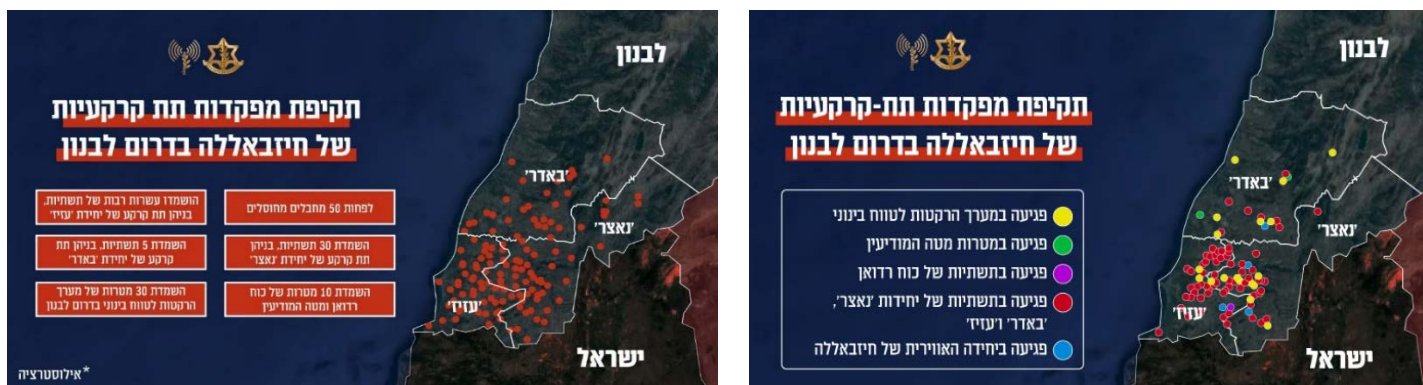 תקיפת מפקדות תת קרקעיות
של חיזבאללה בדרום לבנון
לפחות 50 מחבלים מחוסלים
הושמדו עשרות רבות של תשתיות,
בניהן תת קרקע של יחידת 'עזיז'
השמדת 30 תשתיות, בניהן
תת קרקע של יחידת 'נאצר'
השמדת 5 תשתיות, בניהן תת
קרקע של יחידת 'באדר'
השמדת 10 מטרות של כוח
רדואן ומטה המודיעין
השמדת 30 מטרות של מערך
הרקטות לטווח בינוני בדרום לבנון
*אילוסטרציה
לבנון
'באדר'
'נאצר'
'עזיז'
ישראל
תקיפת מפקדות תת-קרקעיות
של חיזבאללה בדרום לבנון
פגיעה במערך הרקטות לטווח בינוני
פגיעה במטרות מטה המודיעין
פגיעה בתשתיות של כוח רדואן
פגיעה בתשתיות של יחידות 'נאצר',
'באדר' ו'עזיז'
פגיעה ביחידה האווירית של חיזבאללה
לבנון
'באדר'
'נאצר'
'עזיז'
ישראל